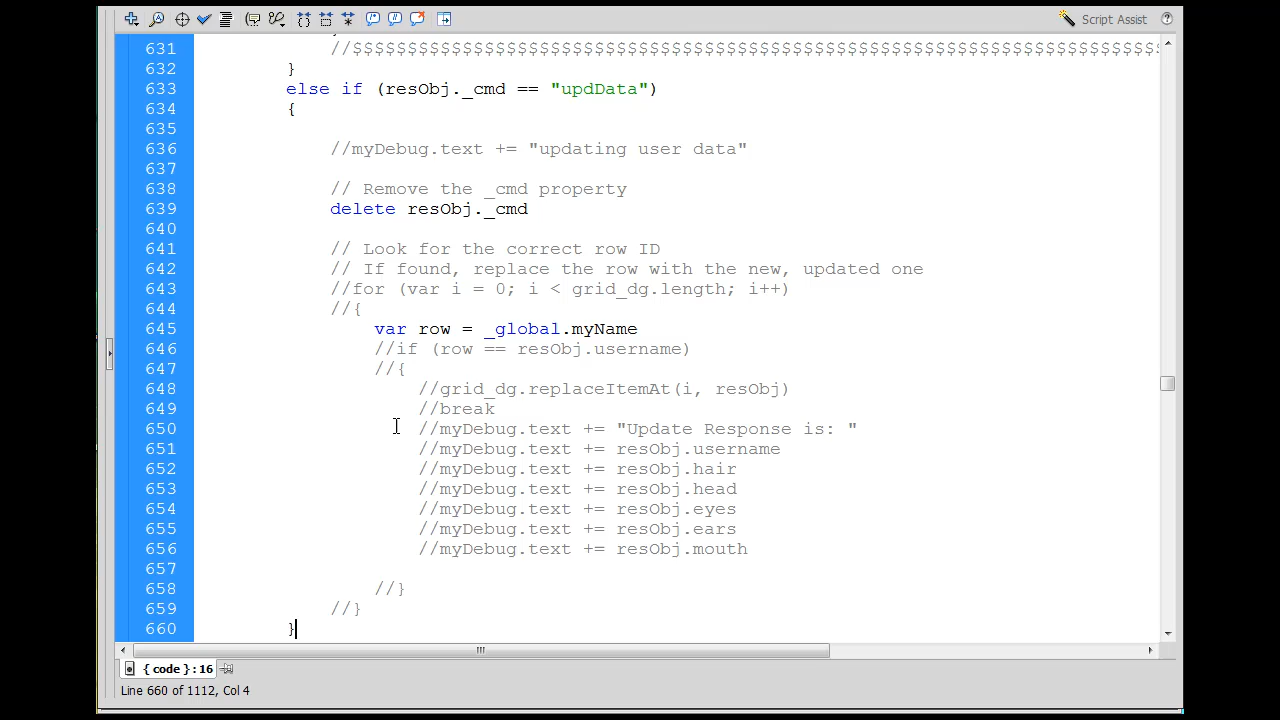 Script Assist
631 //$$$$$$$$$$$$$$$$$$$$$$$$$$$$$$$$$$$$$$$$$$$$$$$$$$$$$$$$$$$$$$$$$$$$$$$$$
632 }
633 else if (resObj._cmd == "updData")
634 {
635
636 //myDebug.text += "updating user data"
637
638 // Remove the _cmd property
639 delete resObj._cmd
640
641 // Look for the correct row ID
642 // If found, replace the row with the new, updated one
643 //for (var i = 0; i < grid_dg.length; i++)
644 //{
645 var row = _global.myName
646 //if (row == resObj.username)
647 //{
648 //grid_dg.replaceItemAt(i, resObj)
649 //break
650 //myDebug.text += "Update Response is: "
651 //myDebug.text += resObj.username
652 //myDebug.text += resObj.hair
653 //myDebug.text += resObj.head
654 //myDebug.text += resObj.eyes
655 //myDebug.text += resObj.ears
656 //myDebug.text += resObj.mouth
657
658 //}
659 //}
660 }
{ code } : 16
Line 660 of 1112, Col 4